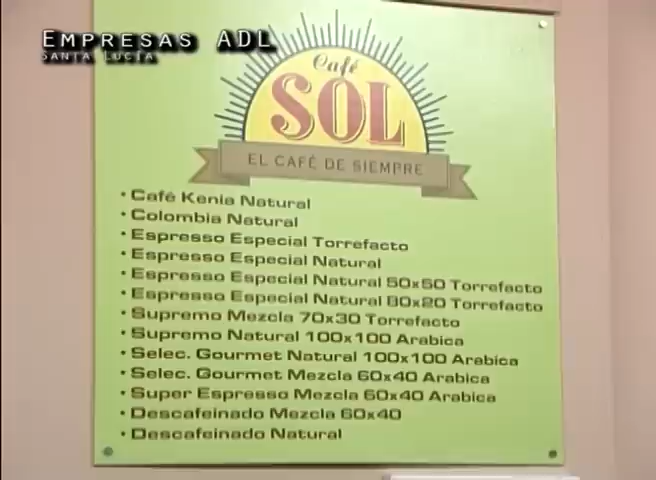 EMPRESAS ADL
SANTA LUCIA
Café
SOL
EL CAFÉ DE SIEMPRE
• Café Kenia Natural
• Colombia Natural
• Espresso Especial Torrefacto
• Espresso Especial Natural
• Espresso Especial Natural 50x50 Torrefacto
• Espresso Especial Natural 80x20 Torrefacto
• Supremo Mezcla 70x30 Torrefacto
• Supremo Natural 100x100 Arabica
• Selec. Gourmet Natural 100x100 Arabica
• Selec. Gourmet Mezcla 60x40 Arabica
• Super Espresso Mezcla 60x40 Arabica
• Descafeinado Mezcla 60x40
• Descafeinado Natural